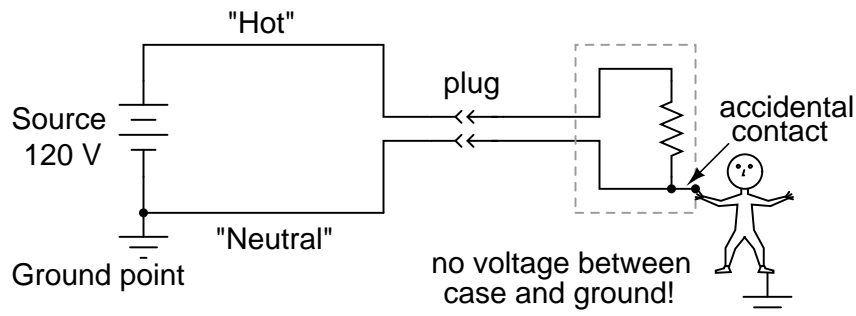 "Hot"
plug
Source
120 V
accidental
contact
"Neutral"
Ground point
no voltage between
case and ground!